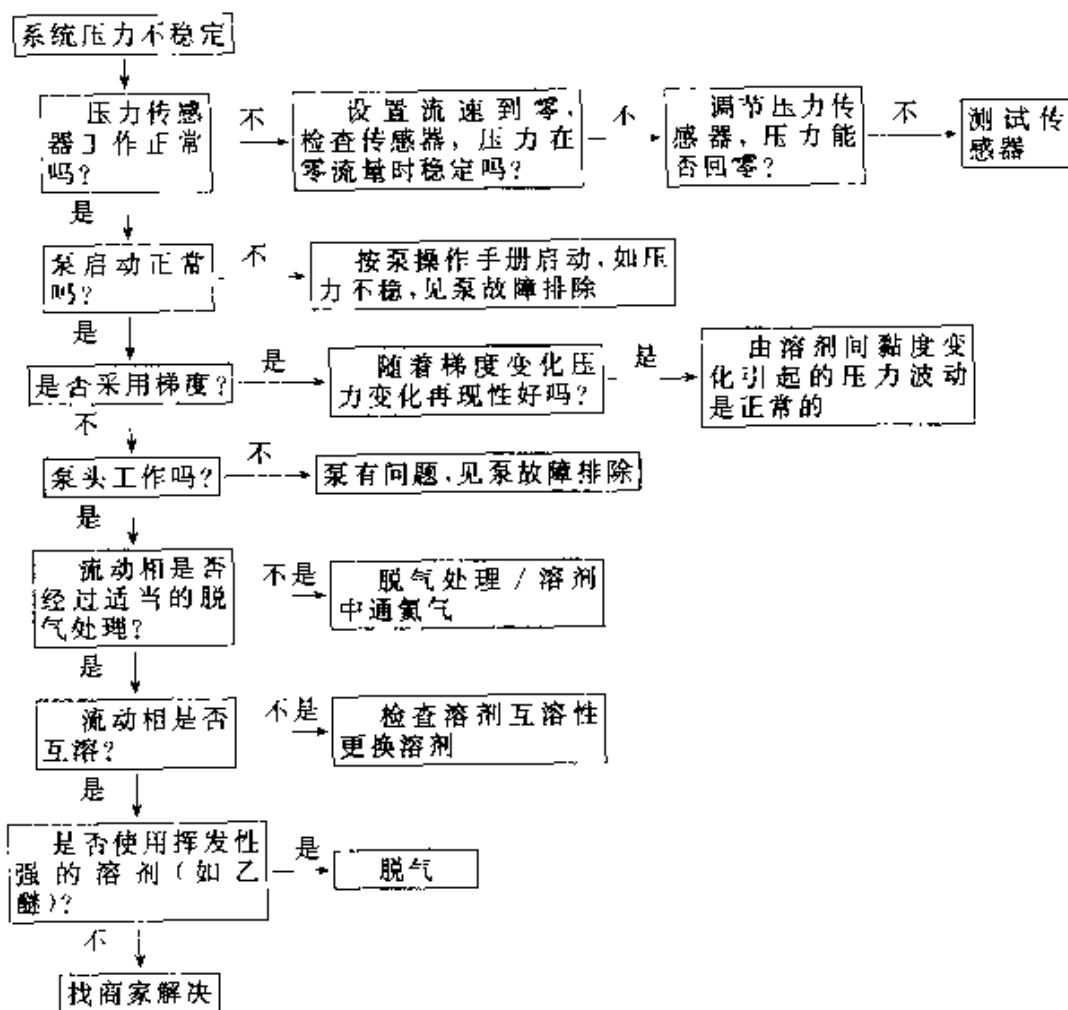 系统压力不稳定
压力传感
器工作正常
吗？
不
设置流速到零，
检查传感器，压力在
零流量时稳定吗？
不
调节压力传
感器，压力能
否回零？
不
测试传
感器
是
泵启动正常
吗？
不
按泵操作手册启动，如压
力不稳，见泵故障排除
是
是否采用梯度？
是
随着梯度变化压
力变化再现性好吗？
是
由溶剂间黏度变
化引起的压力波动
是正常的
不
泵头工作吗？
不
泵有问题，见泵故障排除
是
流动相是否
经过适当的脱
气处理？
不是
脱气处理/溶剂
中通氦气
是
流动相是否
互溶？
不是
检查溶剂互溶性
更换溶剂
是
是否使用挥发性
强的溶剂（如乙
醚）？
是
脱气
不
找商家解决